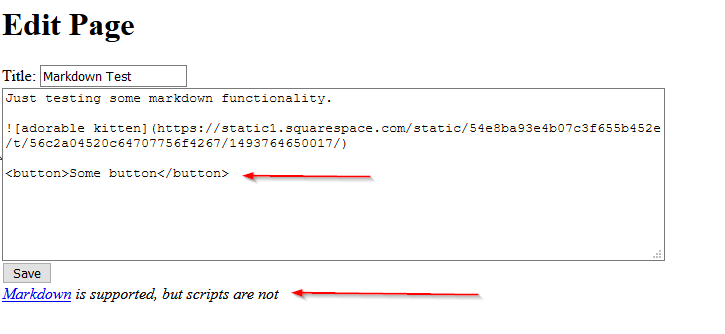 Edit Page
Title: Markdown Test
Just testing some markdown functionality.
![adorable kitten](https://static1.squarespace.com/static/54e8ba93e4b07c3f655b452e
/t/56c2a04520c64707756f4267/1493764650017/)
<button>Some button</button>
Save
Markdown is supported, but scripts are not